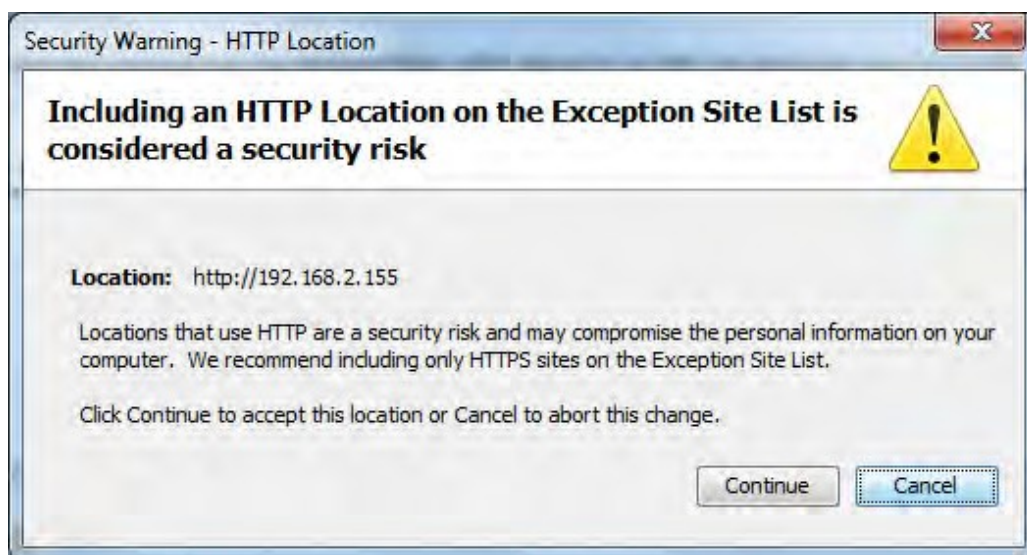 Security Warning - HTTP Location
Including an HTTP Location on the Exception Site List is
considered a security risk
Location: http://192.168.2.155
Locations that use HTTP are a security risk and may compromise the personal information on your
computer. We recommend including only HTTPS sites on the Exception Site List.
Click Continue to accept this location or Cancel to abort this change.
Continue Cancel